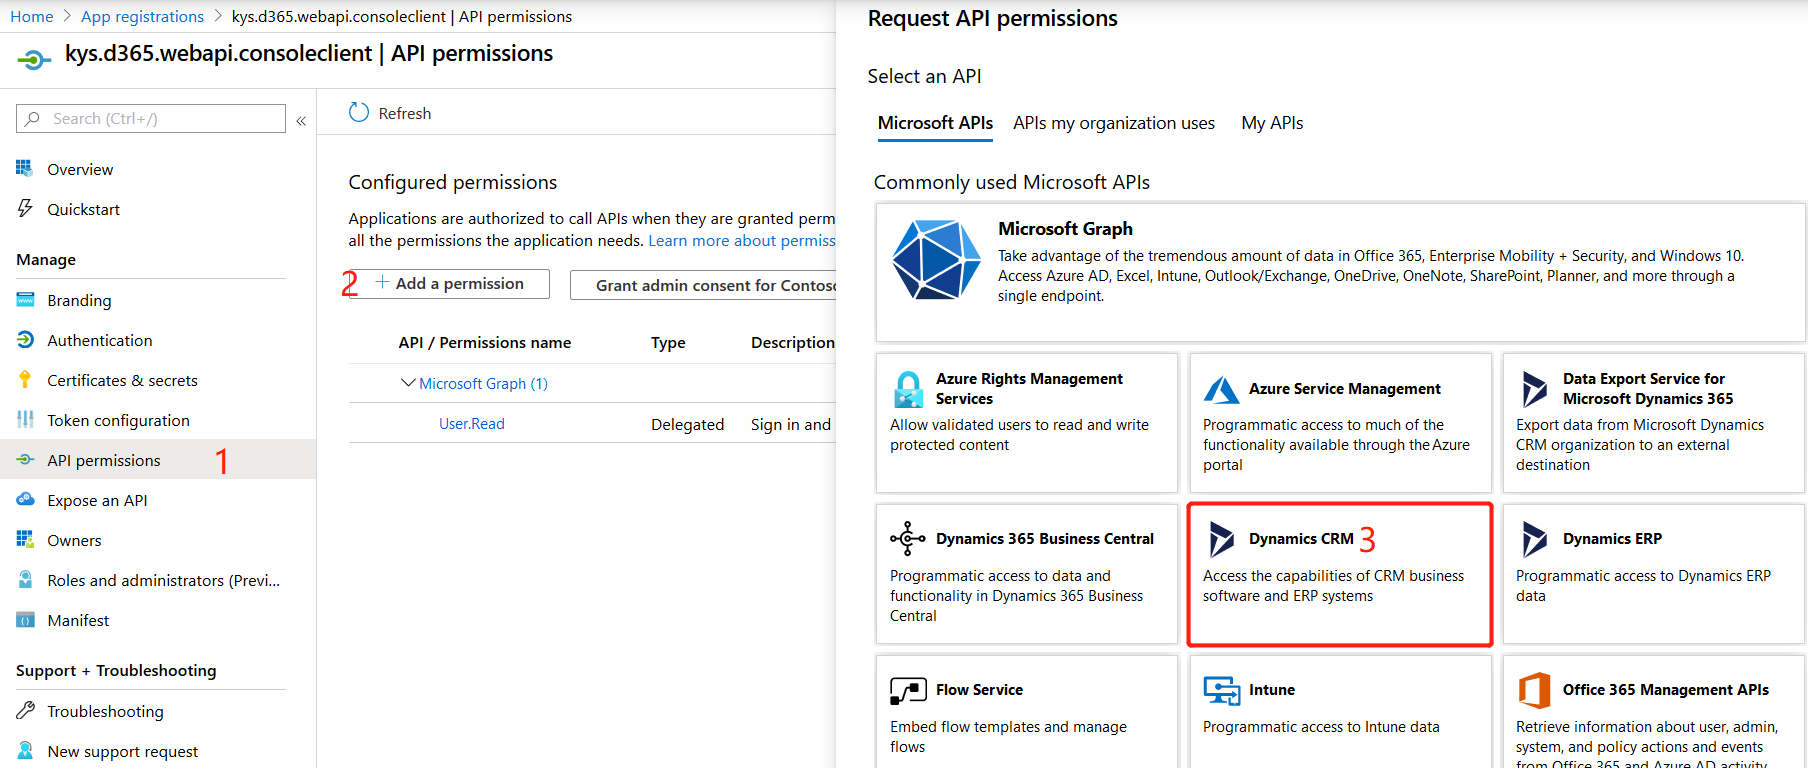 Home > App registrations > kys.d365.webapi.consoleclient | API permissions
kys.d365.webapi.consoleclient | API permissions
Search (Ctrl+/)
«
Overview
Quickstart
Manage
Branding
Authentication
Certificates & secrets
Token configuration
API permissions 1
Expose an API
Owners
Roles and administrators (Previ...
Manifest
Support + Troubleshooting
Troubleshooting
New support request
Refresh
Configured permissions
Applications are authorized to call APIs when they are granted perm
all the permissions the application needs. Learn more about permiss
2 + Add a permission
Grant admin consent for Contoso
API / Permissions name Type Description
Microsoft Graph (1)
User.Read Delegated Sign in and
Request API permissions
Select an API
Microsoft APIs APIs my organization uses My APIs
Commonly used Microsoft APIs
Microsoft Graph
Take advantage of the tremendous amount of data in Office 365, Enterprise Mobility + Security, and Windows 10.
Access Azure AD, Excel, Intune, Outlook/Exchange, OneDrive, OneNote, SharePoint, Planner, and more through a
single endpoint.
Azure Rights Management
Services
Allow validated users to read and write
protected content
Azure Service Management
Programmatic access to much of the
functionality available through the Azure
portal
Data Export Service for
Microsoft Dynamics 365
Export data from Microsoft Dynamics
CRM organization to an external
destination
Dynamics 365 Business Central
Programmatic access to data and
functionality in Dynamics 365 Business
Central
Dynamics CRM 3
Access the capabilities of CRM business
software and ERP systems
Dynamics ERP
Programmatic access to Dynamics ERP
data
Flow Service
Embed flow templates and manage
flows
Intune
Programmatic access to Intune data
Office 365 Management APIs
Retrieve information about user, admin,
system, and policy actions and events
from Office 365 and Azure AD activity